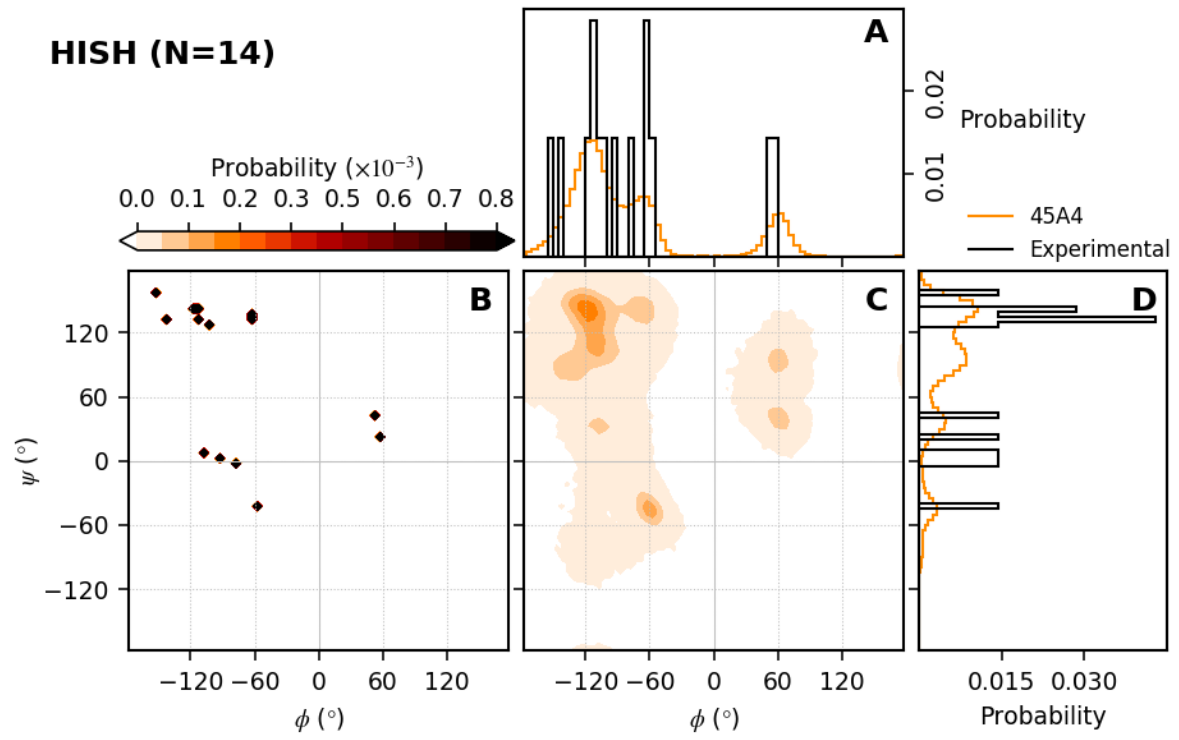 HISH (N=14)
A
0.01 0.02
Probability
45A4
Experimental
Probability (×10⁻³)
0.0 0.1 0.2 0.3 0.4 0.5 0.6 0.7 0.8
B
C
D
120
60
0
−60
−120
ψ (°)
−120 −60 0 60 120
ϕ (°)
−120 −60 0 60 120
ϕ (°)
0.015 0.030
Probability